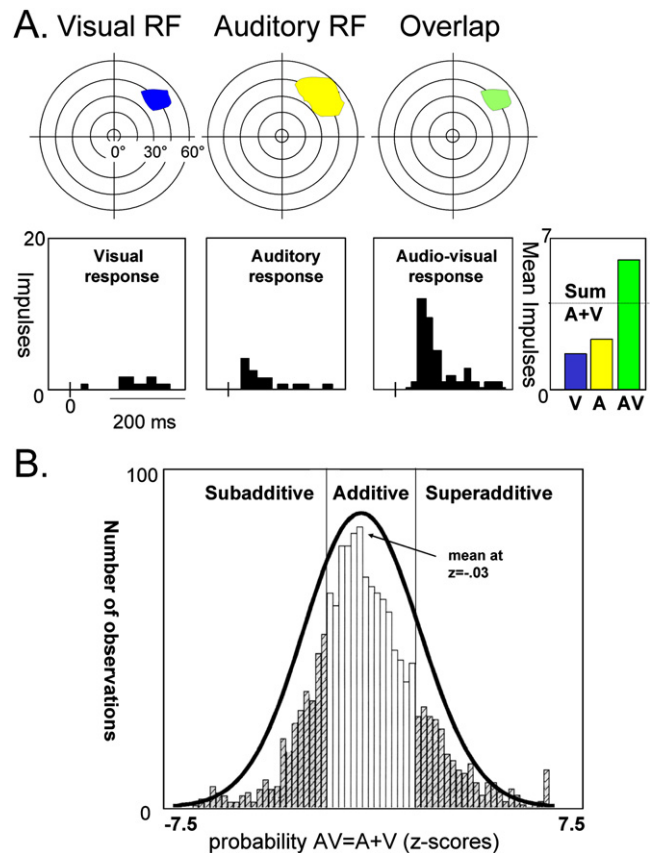 A.
Visual RF
Auditory RF
Overlap
0°
30°
60°
20
Impulses
0
Visual
response
0
200 ms
Auditory
response
Audio-visual
response
7
Mean Impulses
0
Sum
A+V
V A AV
B.
100
Number of observations
0
Subadditive
Additive
Superadditive
mean at
z=-.03
-7.5
7.5
probability AV=A+V (z-scores)